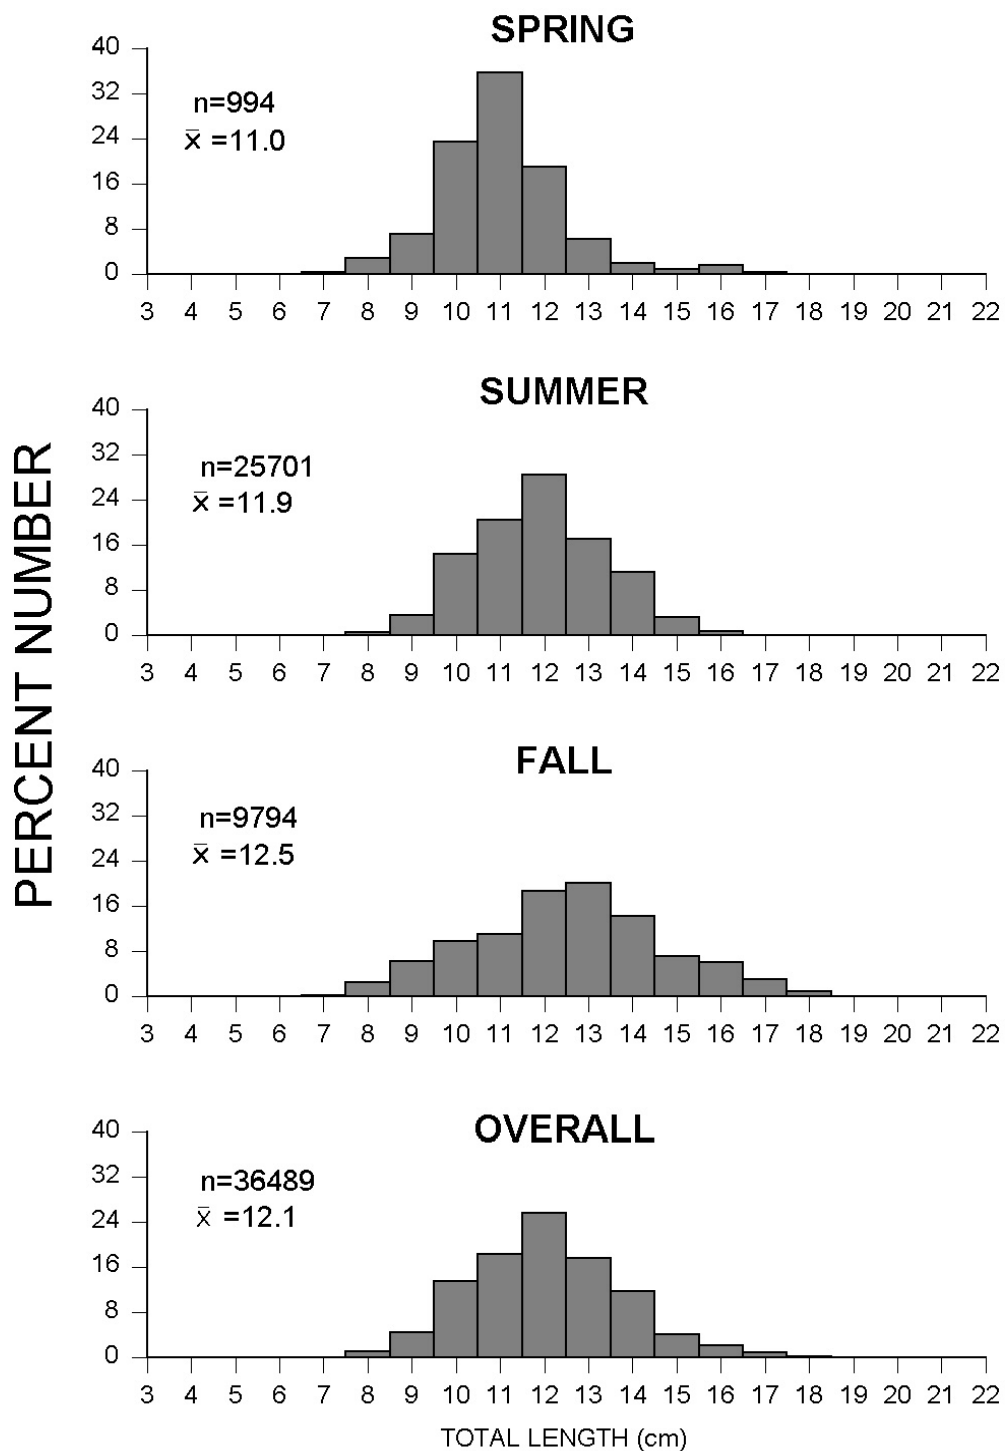 PERCENT NUMBER
SPRING
n=994
x̄ =11.0
40
32
24
16
8
0
3 4 5 6 7 8 9 10 11 12 13 14 15 16 17 18 19 20 21 22
SUMMER
n=25701
x̄ =11.9
40
32
24
16
8
0
3 4 5 6 7 8 9 10 11 12 13 14 15 16 17 18 19 20 21 22
FALL
n=9794
x̄ =12.5
40
32
24
16
8
0
3 4 5 6 7 8 9 10 11 12 13 14 15 16 17 18 19 20 21 22
OVERALL
n=36489
x̄ =12.1
40
32
24
16
8
0
3 4 5 6 7 8 9 10 11 12 13 14 15 16 17 18 19 20 21 22
TOTAL LENGTH (cm)